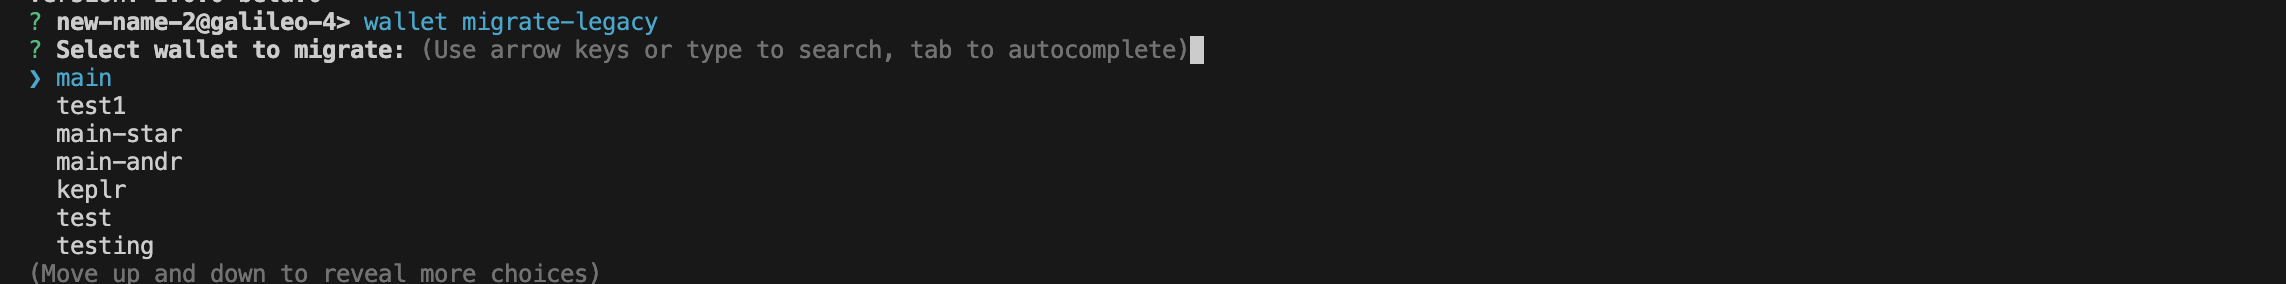 ? new-name-2@galileo-4> wallet migrate-legacy
? Select wallet to migrate: (Use arrow keys or type to search, tab to autocomplete)
❯ main
test1
main-star
main-andr
keplr
test
testing
(Move up and down to reveal more choices)